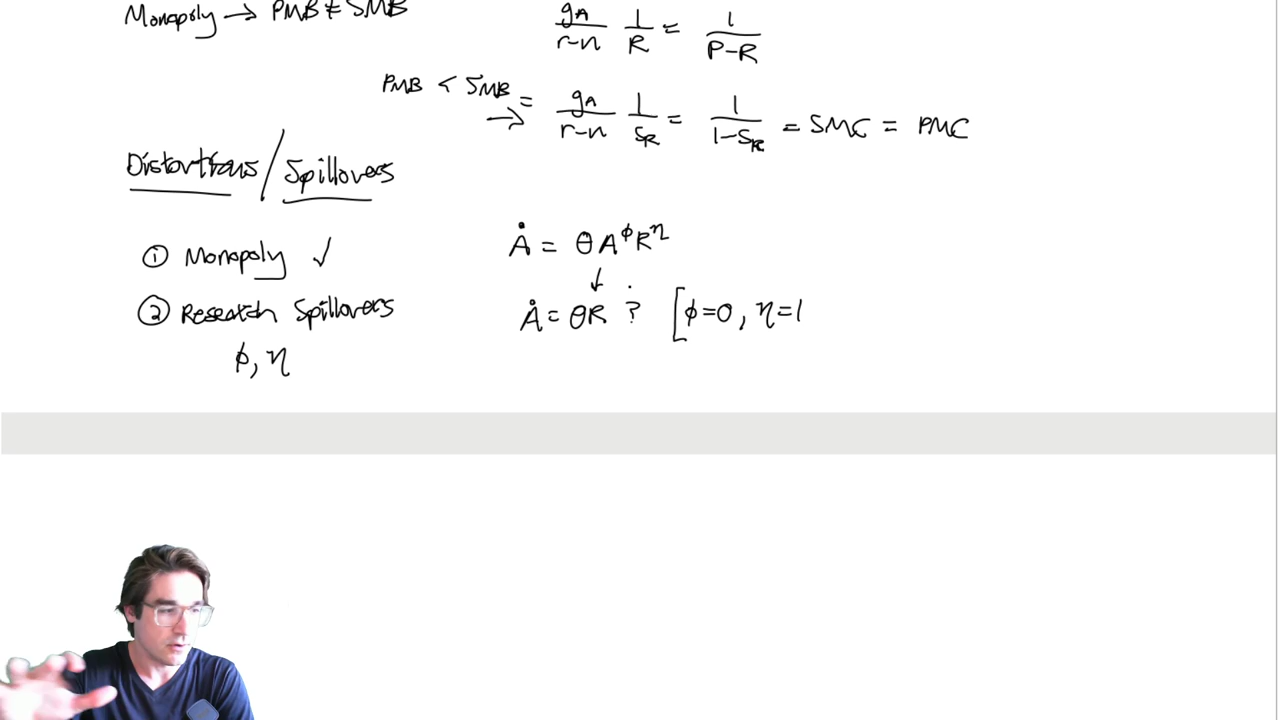 Monopoly → PMB ≠ SMB
gA/(r-n) 1/R = 1/(P-R)
PMB < SMB = → gA/(r-n) 1/SR = 1/(1-SR) = SMC = PMC
Distortions / Spillovers
① Monopoly ✓
Ȧ = θA^ϕR^η
↓
② Research Spillovers
Ȧ = θR ? [ϕ=0, η=1
ϕ, η